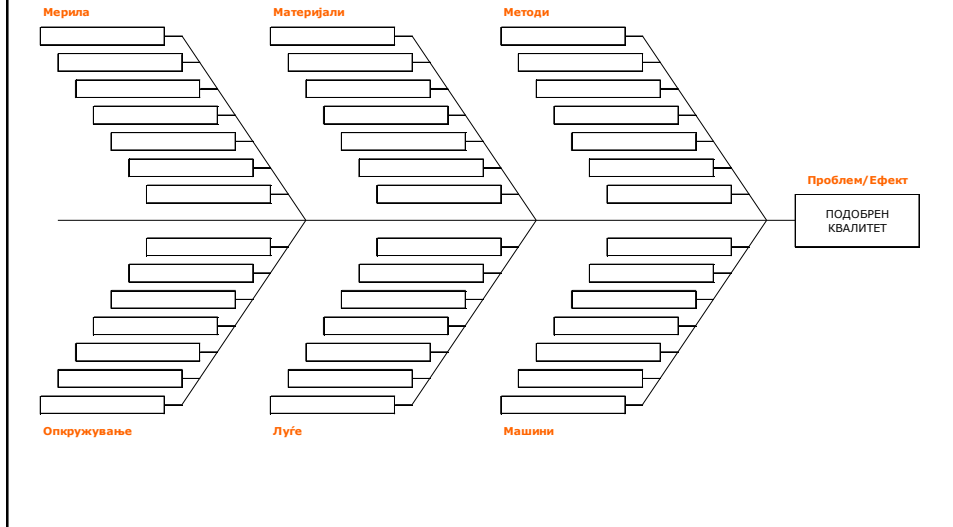 Мерила
Материјали
Методи
Проблем/Ефект
ПОДОБРЕН
КВАЛИТЕТ
Опкружување
Луѓе
Машини